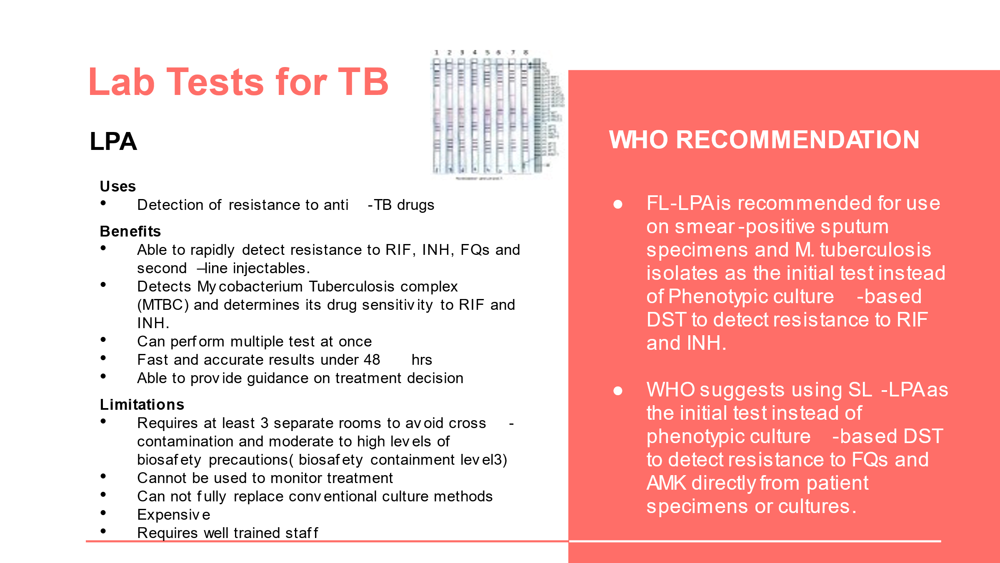 Lab Tests for TB
1 2 3 4 5 6 7 8
LPA
Uses
• Detection of resistance to anti -TB drugs
Benefits
• Able to rapidly detect resistance to RIF, INH, FQs and
second –line injectables.
• Detects Mycobacterium Tuberculosis complex
(MTBC) and determines its drug sensitivity to RIF and
INH.
• Can perform multiple test at once
• Fast and accurate results under 48 hrs
• Able to provide guidance on treatment decision
Limitations
• Requires at least 3 separate rooms to avoid cross -
contamination and moderate to high levels of
biosafety precautions( biosafety containment level3)
• Cannot be used to monitor treatment
• Can not fully replace conventional culture methods
• Expensive
• Requires well trained staff
WHO RECOMMENDATION
● FL-LPA is recommended for use
on smear-positive sputum
specimens and M. tuberculosis
isolates as the initial test instead
of Phenotypic culture -based
DST to detect resistance to RIF
and INH.
● WHO suggests using SL -LPA as
the initial test instead of
phenotypic culture -based DST
to detect resistance to FQs and
AMK directly from patient
specimens or cultures.